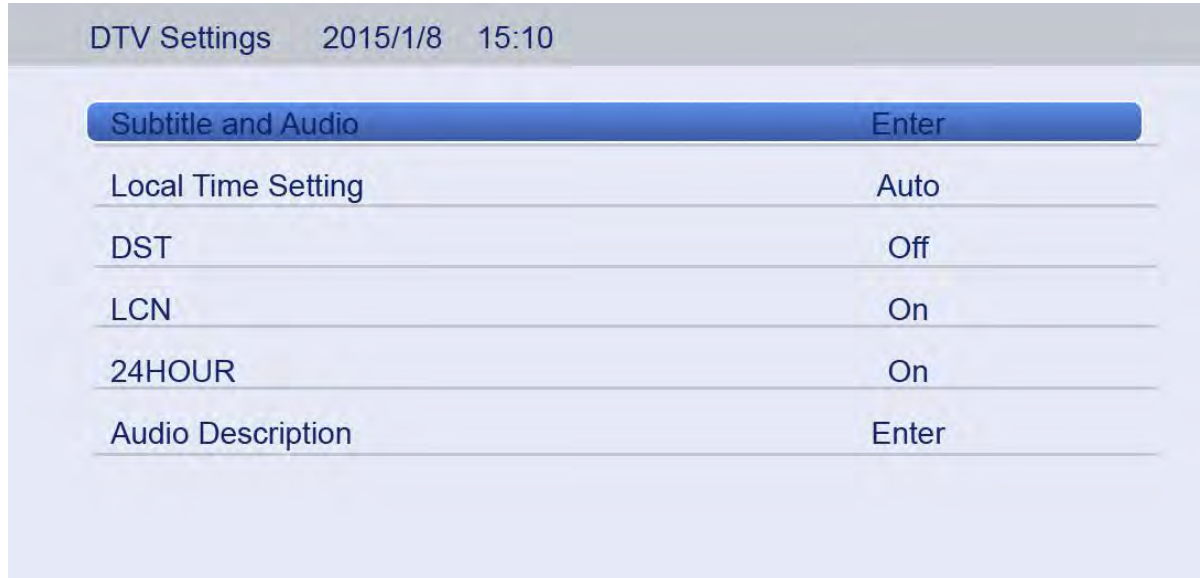 DTV Settings 2015/1/8 15:10
Subtitle and Audio Enter
Local Time Setting Auto
DST Off
LCN On
24HOUR On
Audio Description Enter